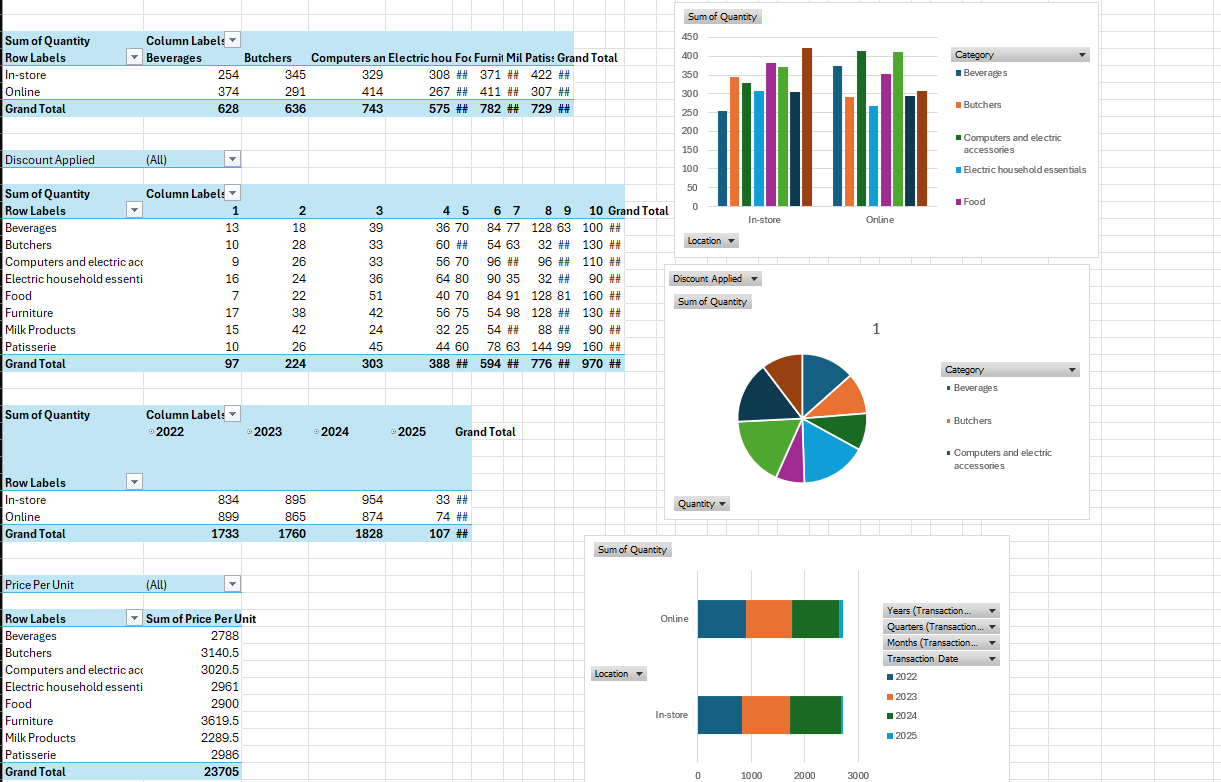 Sum of Quantity Column Labels
Row Labels Beverages Butchers Computers an Electric hou Foo Furnit Mil Patiss Grand Total
In-store 254 345 329 308 ## 371 ## 422 ##
Online 374 291 414 267 ## 411 ## 307 ##
Grand Total 628 636 743 575 ## 782 ## 729 ##
Discount Applied (All)
Sum of Quantity Column Labels
Row Labels 1 2 3 4 5 6 7 8 9 10 Grand Total
Beverages 13 18 39 36 70 84 77 128 63 100 ##
Butchers 10 28 33 60 ## 54 63 32 ## 130 ##
Computers and electric acc 9 26 33 56 70 96 ## 96 ## 110 ##
Electric household essenti 16 24 36 64 80 90 35 32 ## 90 ##
Food 7 22 51 40 70 84 91 128 81 160 ##
Furniture 17 38 42 56 75 54 98 128 ## 130 ##
Milk Products 15 42 24 32 25 54 ## 88 ## 90 ##
Patisserie 10 26 45 44 60 78 63 144 99 160 ##
Grand Total 97 224 303 388 ## 594 ## 776 ## 970 ##
Sum of Quantity Column Labels
2022 2023 2024 2025 Grand Total
Row Labels
In-store 834 895 954 33 ##
Online 899 865 874 74 ##
Grand Total 1733 1760 1828 107 ##
Price Per Unit (All)
Row Labels Sum of Price Per Unit
Beverages 2788
Butchers 3140.5
Computers and electric acc 3020.5
Electric household essenti 2961
Food 2900
Furniture 3619.5
Milk Products 2289.5
Patisserie 2986
Grand Total 23705
Sum of Quantity
450
400
350
300
250
200
150
100
50
0
In-store Online
Category
Beverages
Butchers
Computers and electric
accessories
Electric household essentials
Food
Location
Discount Applied
Sum of Quantity
1
Category
Beverages
Butchers
Computers and electric
accessories
Quantity
Sum of Quantity
Online
In-store
0 1000 2000 3000
Location
Years (Transaction...
Quarters (Transaction...
Months (Transaction...
Transaction Date
2022
2023
2024
2025